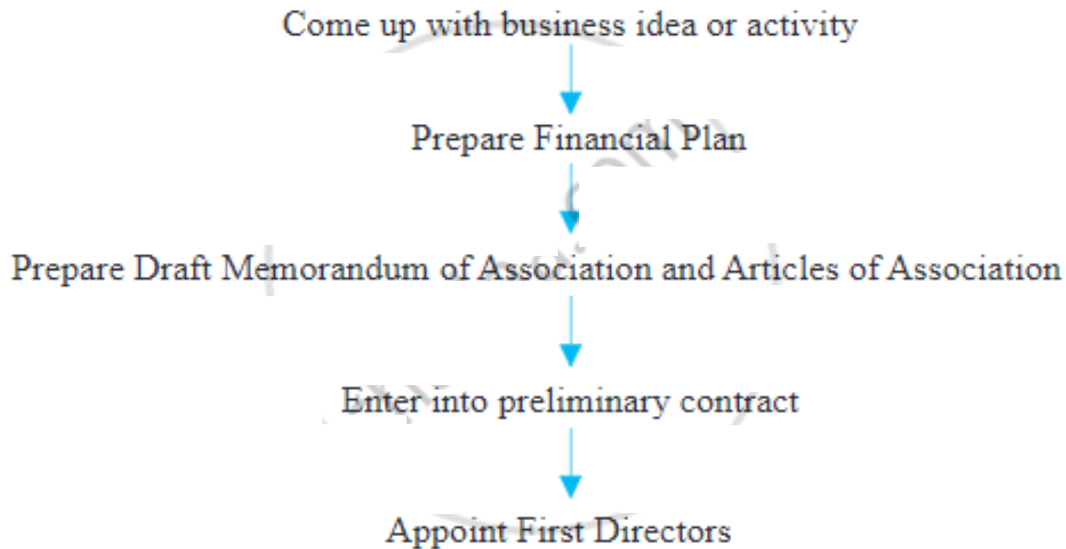 Come up with business idea or activity
Prepare Financial Plan
Prepare Draft Memorandum of Association and Articles of Association
Enter into preliminary contract
Appoint First Directors